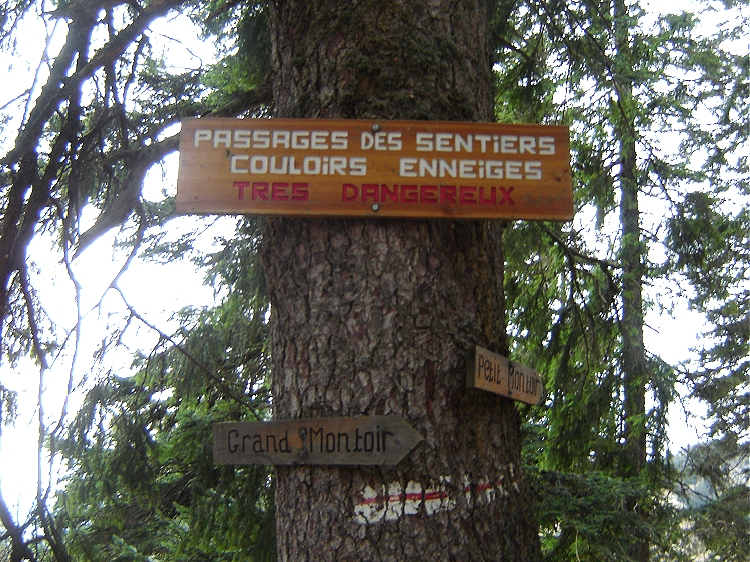 PASSAGES DES SENTiERS
COULOiRS ENNEiGES
TRES DANGEREUX
Petit Montoir
Grand Montoir